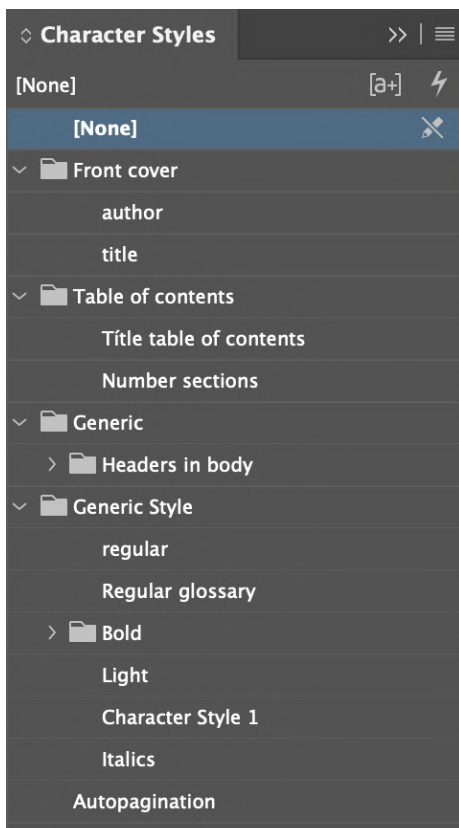 Character Styles
[None]
[a+]
[None]
Front cover
author
title
Table of contents
Títle table of contents
Number sections
Generic
Headers in body
Generic Style
regular
Regular glossary
Bold
Light
Character Style 1
Italics
Autopagination